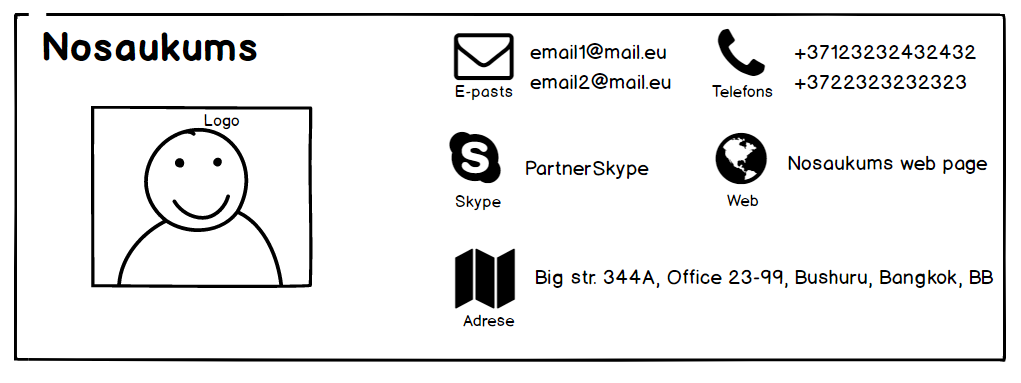 Nosaukums
Logo
email1@mail.eu
email2@mail.eu
E-pasts
+37123232432432
+3722323232323
Telefons
PartnerSkype
Skype
Nosaukums web page
Web
Big str. 344A, Office 23-99, Bushuru, Bangkok, BB
Adrese